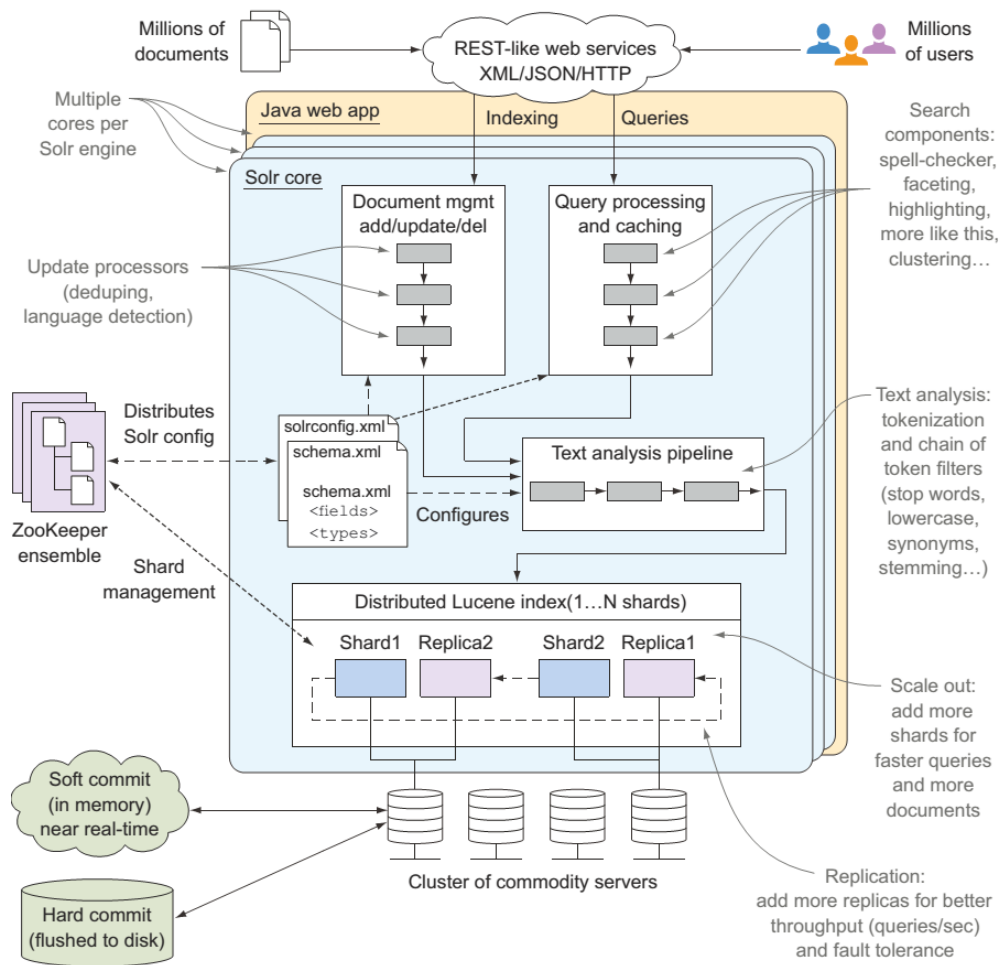 Millions of
documents
REST-like web services
XML/JSON/HTTP
Millions
of users
Multiple
cores per
Solr engine
Java web app
Indexing
Queries
Search
components:
spell-checker,
faceting,
highlighting,
more like this,
clustering…
Solr core
Document mgmt
add/update/del
Query processing
and caching
Update processors
(deduping,
language detection)
Distributes
Solr config
solrconfig.xml
schema.xml
schema.xml
<fields>
<types>
Configures
Text analysis pipeline
Text analysis:
tokenization
and chain of
token filters
(stop words,
lowercase,
synonyms,
stemming…)
ZooKeeper
ensemble
Shard
management
Distributed Lucene index(1…N shards)
Shard1
Replica2
Shard2
Replica1
Scale out:
add more
shards for
faster queries
and more
documents
Soft commit
(in memory)
near real-time
Cluster of commodity servers
Hard commit
(flushed to disk)
Replication:
add more replicas for better
throughput (queries/sec)
and fault tolerance